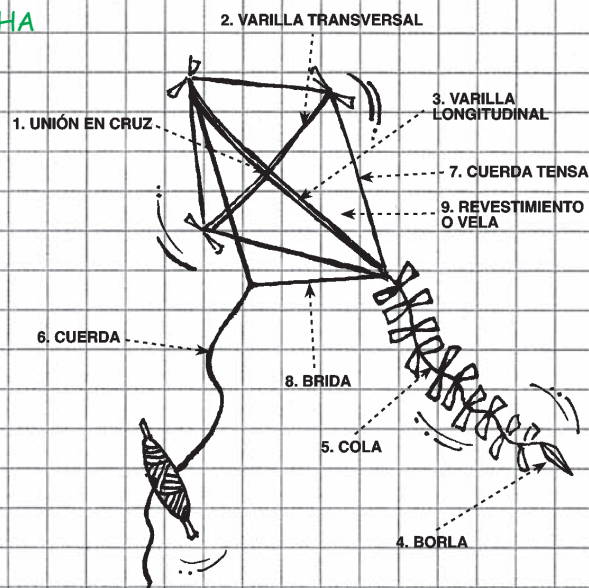 HA
2. VARILLA TRANSVERSAL
1. UNIÓN EN CRUZ
3. VARILLA
LONGITUDINAL
7. CUERDA TENSA
9. REVESTIMIENTO
O VELA
6. CUERDA
8. BRIDA
5. COLA
4. BORLA